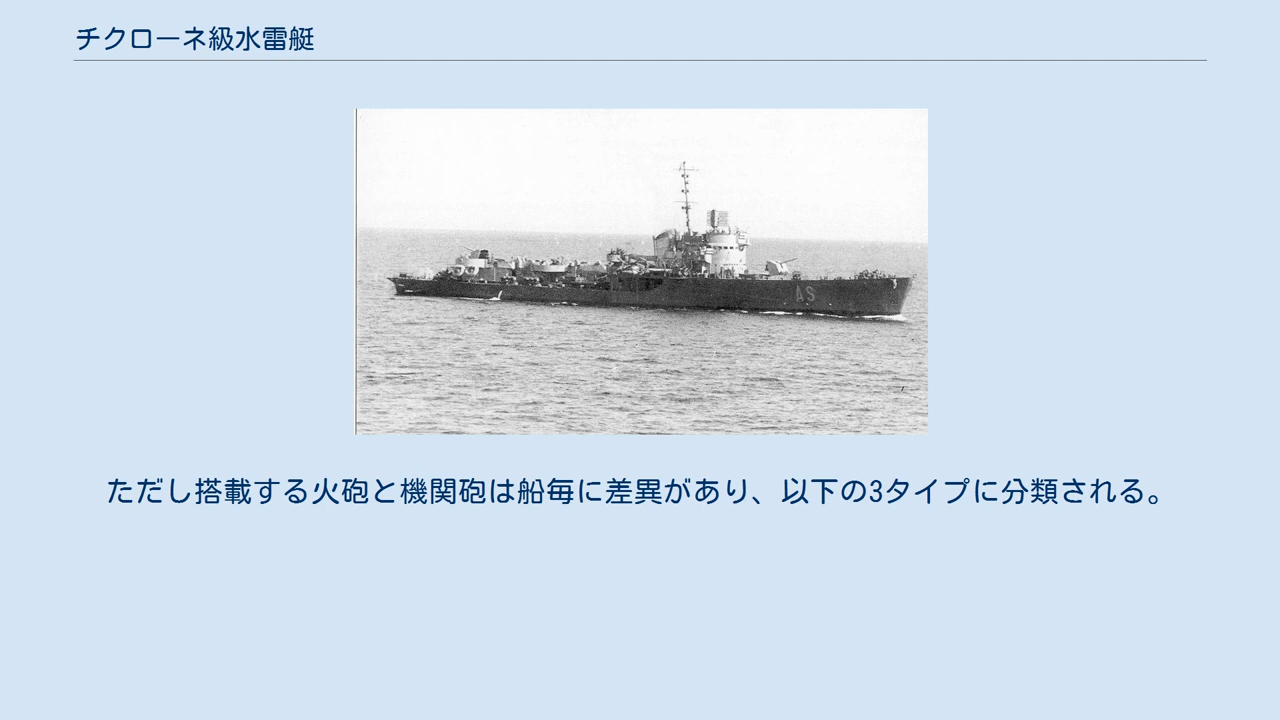 チクローネ級水雷艇
AS
ただし搭載する火砲と機関砲は船毎に差異があり、以下の3タイプに分類される。